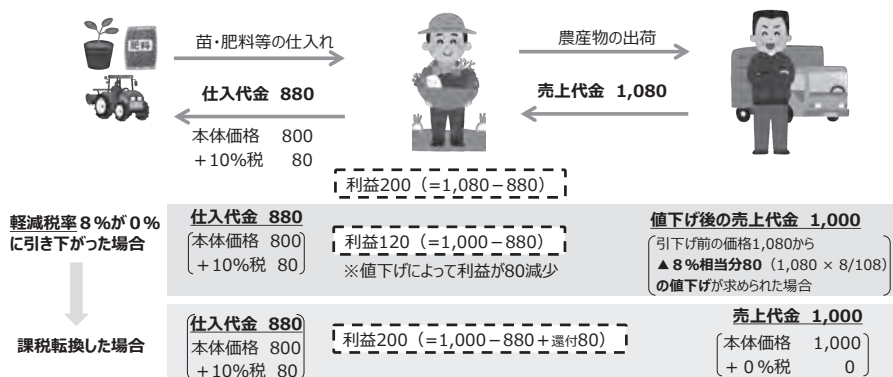 肥料
苗･肥料等の仕入れ
農産物の出荷
仕入代金 880
売上代金 1,080
本体価格 800
＋10%税 80
利益200（=1,080－880）
軽減税率８%が０%
に引き下がった場合
仕入代金 880
本体価格 800
＋10%税 80
利益120（=1,000－880）
※値下げによって利益が80減少
値下げ後の売上代金 1,000
引下げ前の価格1,080から
▲８%相当分80（1,080 × 8/108）
の値下げが求められた場合
課税転換した場合
仕入代金 880
本体価格 800
＋10%税 80
利益200（=1,000－880＋還付80）
売上代金 1,000
本体価格 1,000
＋０%税 0